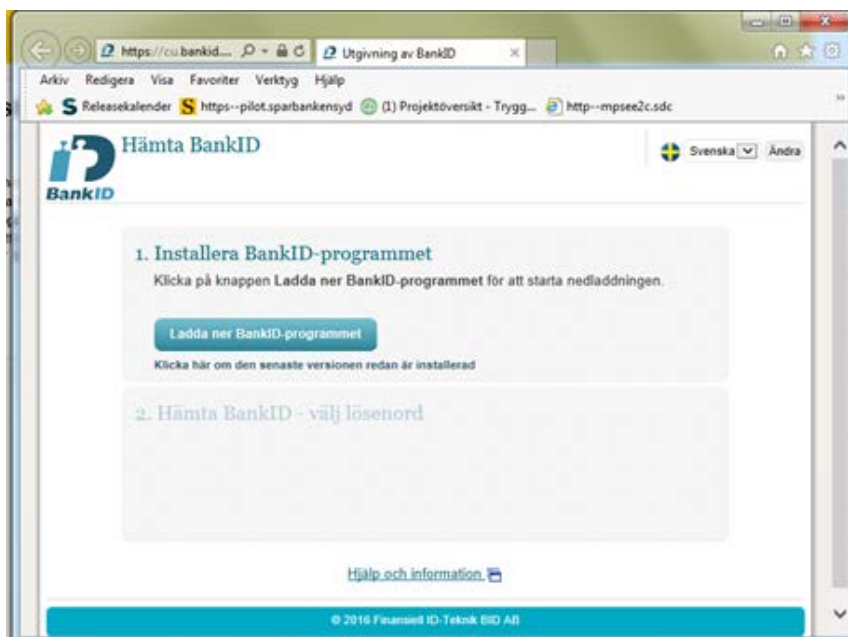 https://cu.bankid....
Utgivning av BankID
Arkiv Redigera Visa Favoriter Verktyg Hjälp
Releasekalender https--pilot.sparbankensyd (1) Projektöversikt - Trygg... http--mpsee2c.sdc
BankID
Hämta BankID
Svenska Ändra
1. Installera BankID-programmet
Klicka på knappen Ladda ner BankID-programmet för att starta nedladdningen.
Ladda ner BankID-programmet
Klicka här om den senaste versionen redan är installerad
2. Hämta BankID - välj lösenord
Hjälp och information
© 2016 Finansiell ID-Teknik BID AB